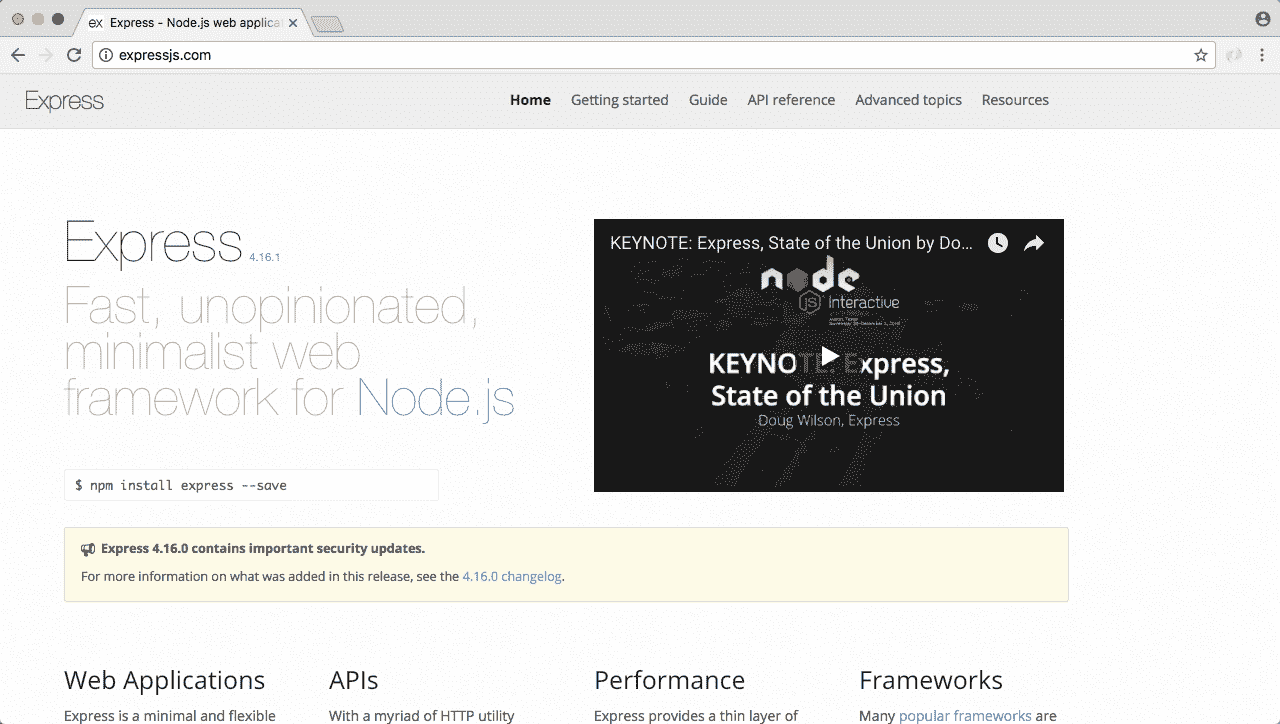 ex Express - Node.js web applica
expressjs.com
Express
Home Getting started Guide API reference Advanced topics Resources
Express 4.16.1
Fast, unopinionated,
minimalist web
framework for Node.js
$ npm install express --save
KEYNOTE: Express, State of the Union by Do...
node
JS Interactive
KEYNOTE: Express,
State of the Union
Doug Wilson, Express
Express 4.16.0 contains important security updates.
For more information on what was added in this release, see the 4.16.0 changelog.
Web Applications
Express is a minimal and flexible
APIs
With a myriad of HTTP utility
Performance
Express provides a thin layer of
Frameworks
Many popular frameworks are